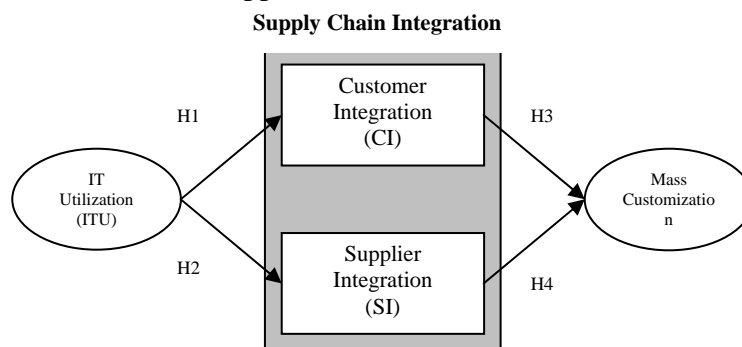 Supply Chain Integration
Customer
Integration
(CI)
H1
H3
IT
Utilization
(ITU)
Mass
Customizatio
n
Supplier
Integration
(SI)
H2
H4